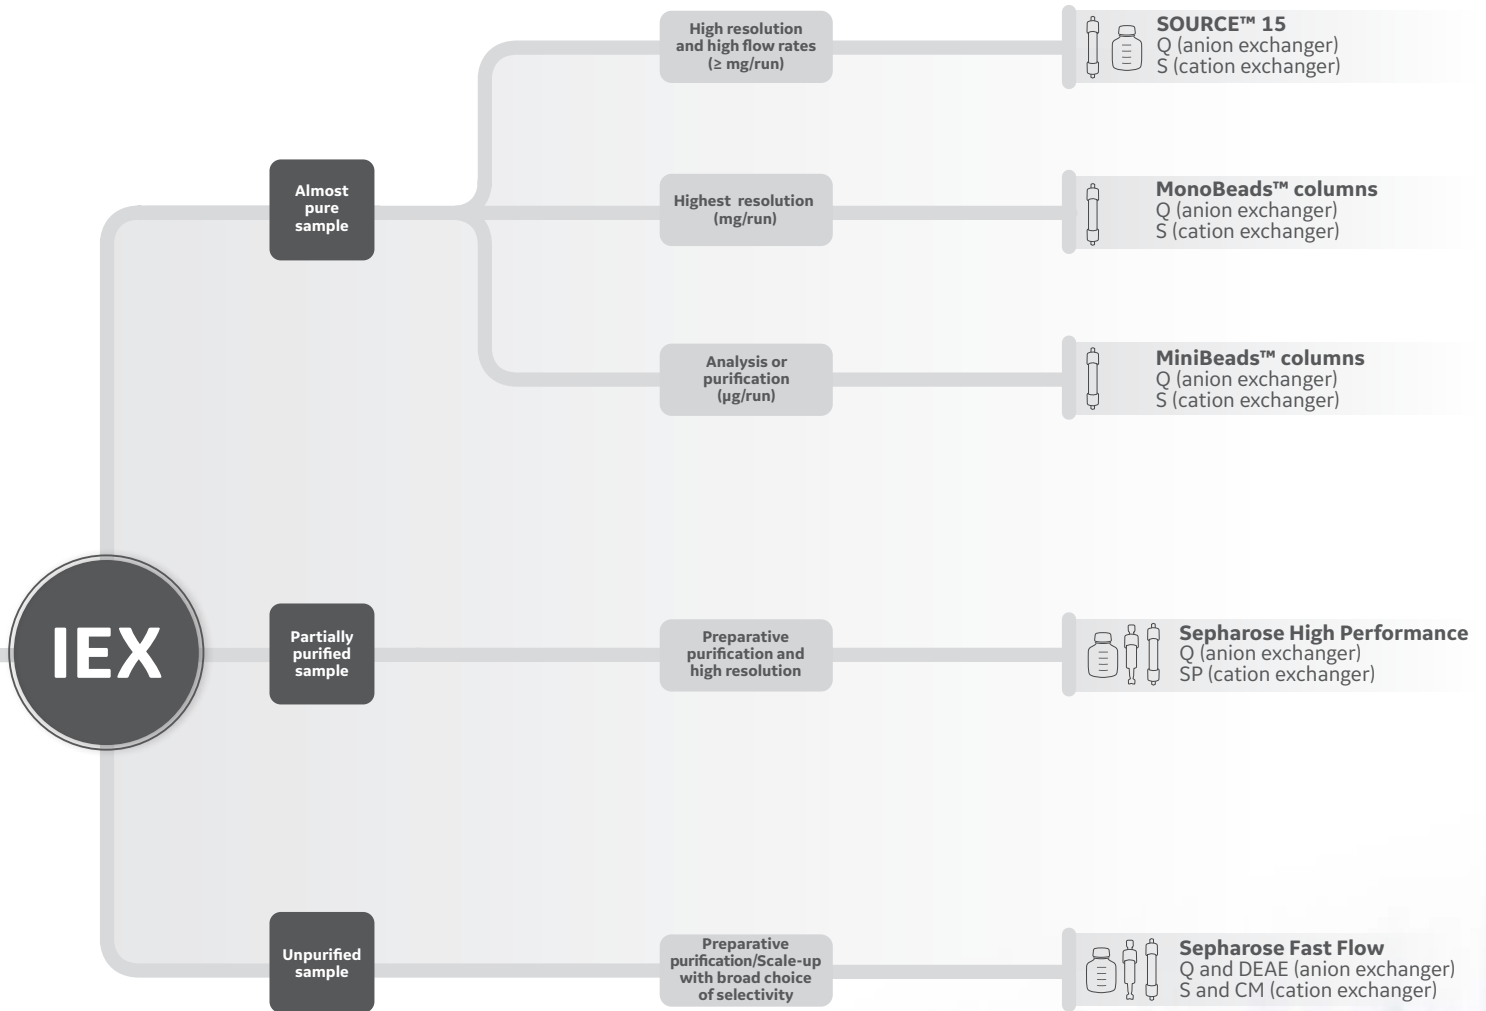 High resolution
and high flow rates
(≥ mg/run)
SOURCE™ 15
Q (anion exchanger)
S (cation exchanger)
Almost
pure
sample
Highest resolution
(mg/run)
MonoBeads™ columns
Q (anion exchanger)
S (cation exchanger)
Analysis or
purification
(µg/run)
MiniBeads™ columns
Q (anion exchanger)
S (cation exchanger)
IEX
Partially
purified
sample
Preparative
purification and
high resolution
Sepharose High Performance
Q (anion exchanger)
SP (cation exchanger)
Unpurified
sample
Preparative
purification/Scale-up
with broad choice
of selectivity
Sepharose Fast Flow
Q and DEAE (anion exchanger)
S and CM (cation exchanger)